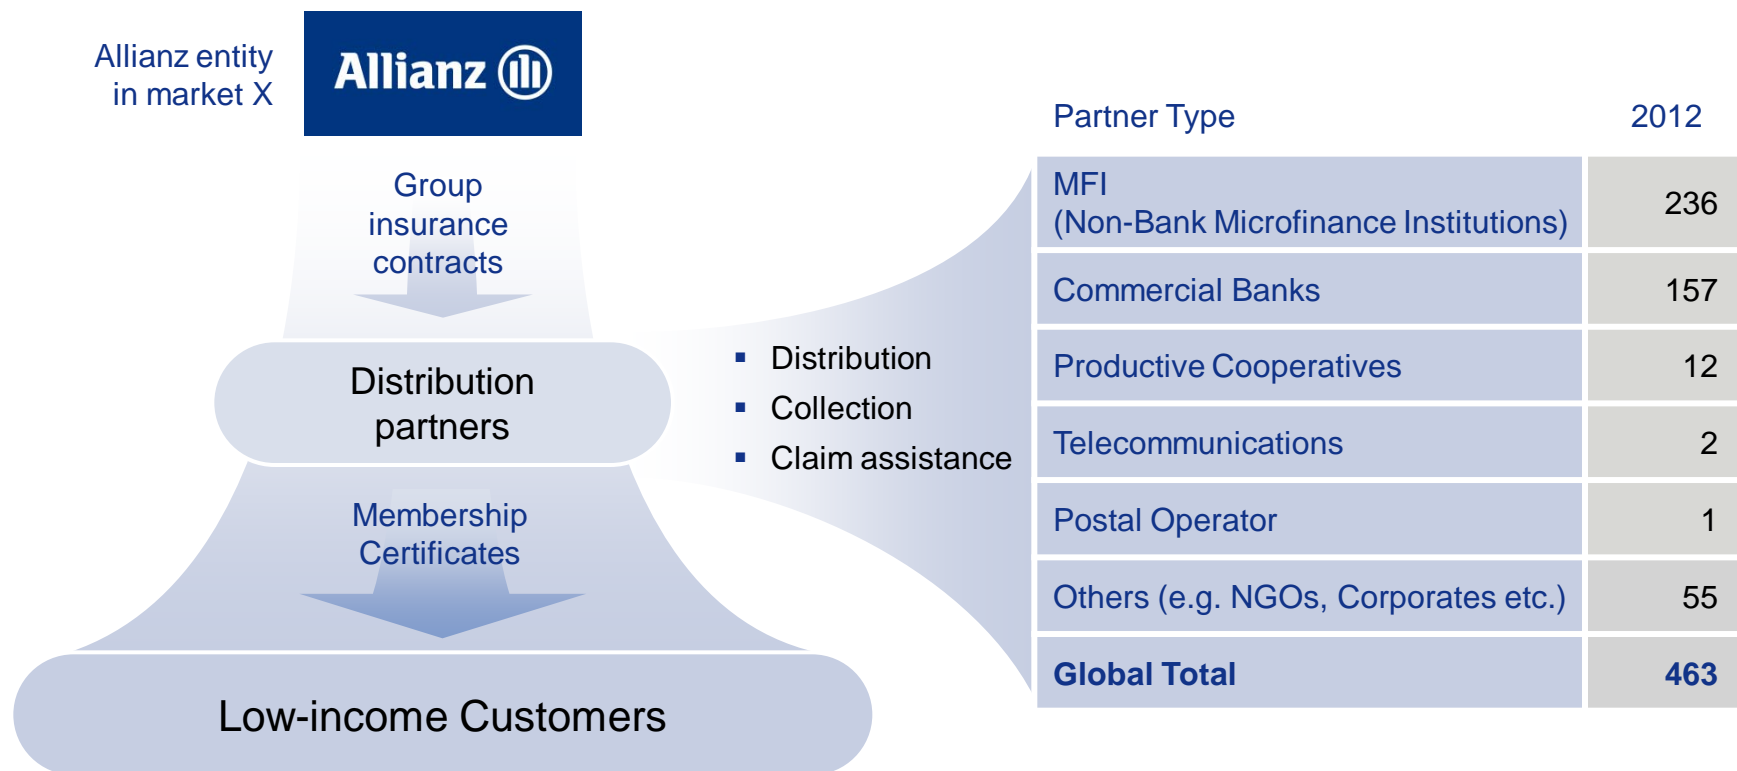 Allianz entity
in market X
Allianz
Group
insurance
contracts
Distribution
partners
Membership
Certificates
Low-income Customers
▪ Distribution
▪ Collection
▪ Claim assistance
Partner Type 2012
MFI
(Non-Bank Microfinance Institutions) 236
Commercial Banks 157
Productive Cooperatives 12
Telecommunications 2
Postal Operator 1
Others (e.g. NGOs, Corporates etc.) 55
Global Total 463